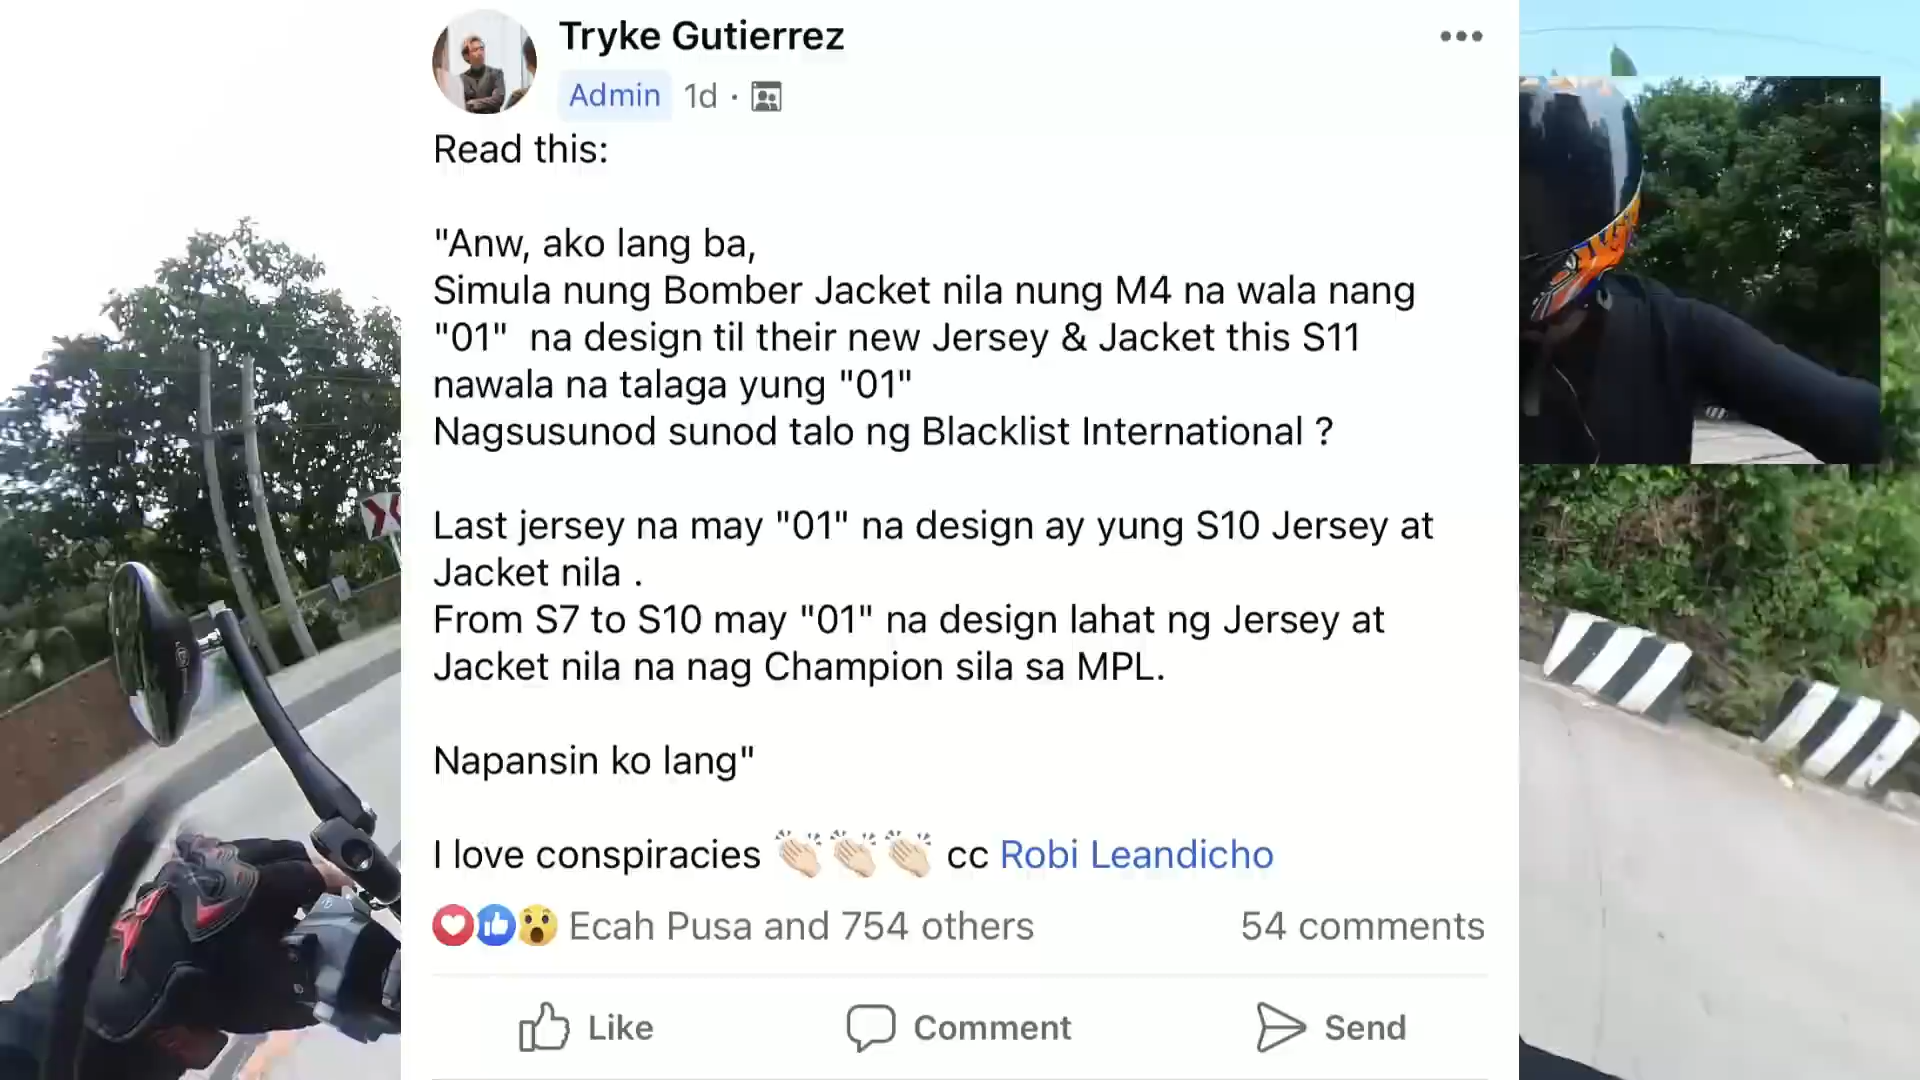 Tryke Gutierrez
Admin 1d ·
Read this:
"Anw, ako lang ba,
Simula nung Bomber Jacket nila nung M4 na wala nang
"01"  na design til their new Jersey & Jacket this S11
nawala na talaga yung "01"
Nagsusunod sunod talo ng Blacklist International ?
Last jersey na may "01" na design ay yung S10 Jersey at
Jacket nila .
From S7 to S10 may "01" na design lahat ng Jersey at
Jacket nila na nag Champion sila sa MPL.
Napansin ko lang"
I love conspiracies 👏🏻👏🏻👏🏻 cc Robi Leandicho
Ecah Pusa and 754 others 54 comments
Like Comment Send